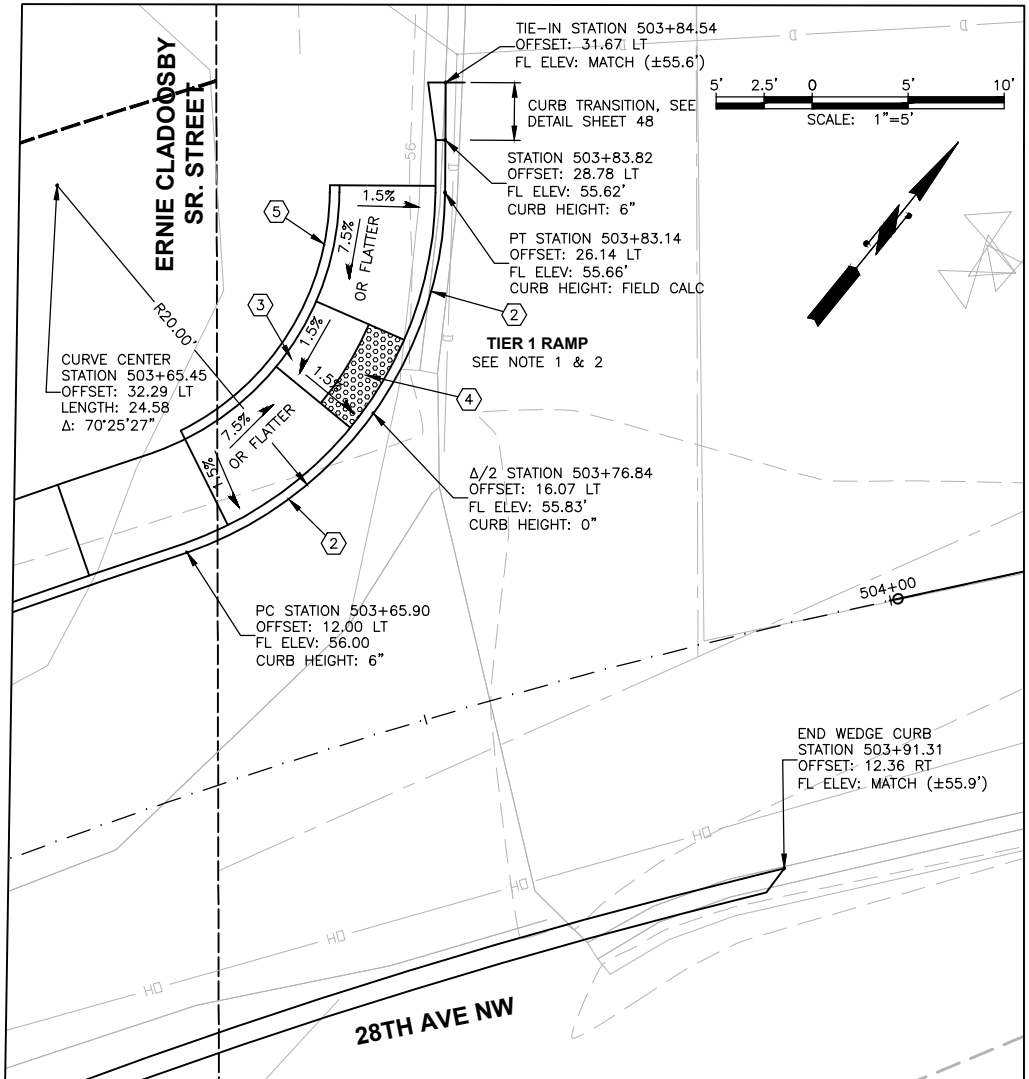 TIE-IN STATION 503+84.54
OFFSET: 31.67 LT
FL ELEV: MATCH (±55.6')
5' 2.5' 0 5' 10'
SCALE: 1"=5'
CURB TRANSITION, SEE
DETAIL SHEET 48
ERNIE CLADOOSBY
SR. STREET
56
STATION 503+83.82
OFFSET: 28.78 LT
FL ELEV: 55.62'
CURB HEIGHT: 6"
1.5%
5
7.5%
OR FLATTER
PT STATION 503+83.14
OFFSET: 26.14 LT
FL ELEV: 55.66'
CURB HEIGHT: FIELD CALC
R20.00'
3
2
1.5%
TIER 1 RAMP
SEE NOTE 1 & 2
CURVE CENTER
STATION 503+65.45
OFFSET: 32.29 LT
LENGTH: 24.58
Δ: 70°25'27"
1.5%
4
7.5%
OR FLATTER
1.5%
Δ/2 STATION 503+76.84
OFFSET: 16.07 LT
FL ELEV: 55.83'
CURB HEIGHT: 0"
2
504+00
PC STATION 503+65.90
OFFSET: 12.00 LT
FL ELEV: 56.00
CURB HEIGHT: 6"
END WEDGE CURB
STATION 503+91.31
OFFSET: 12.36 RT
FL ELEV: MATCH (±55.9')
OH
OH
OH
OH
28TH AVE NW